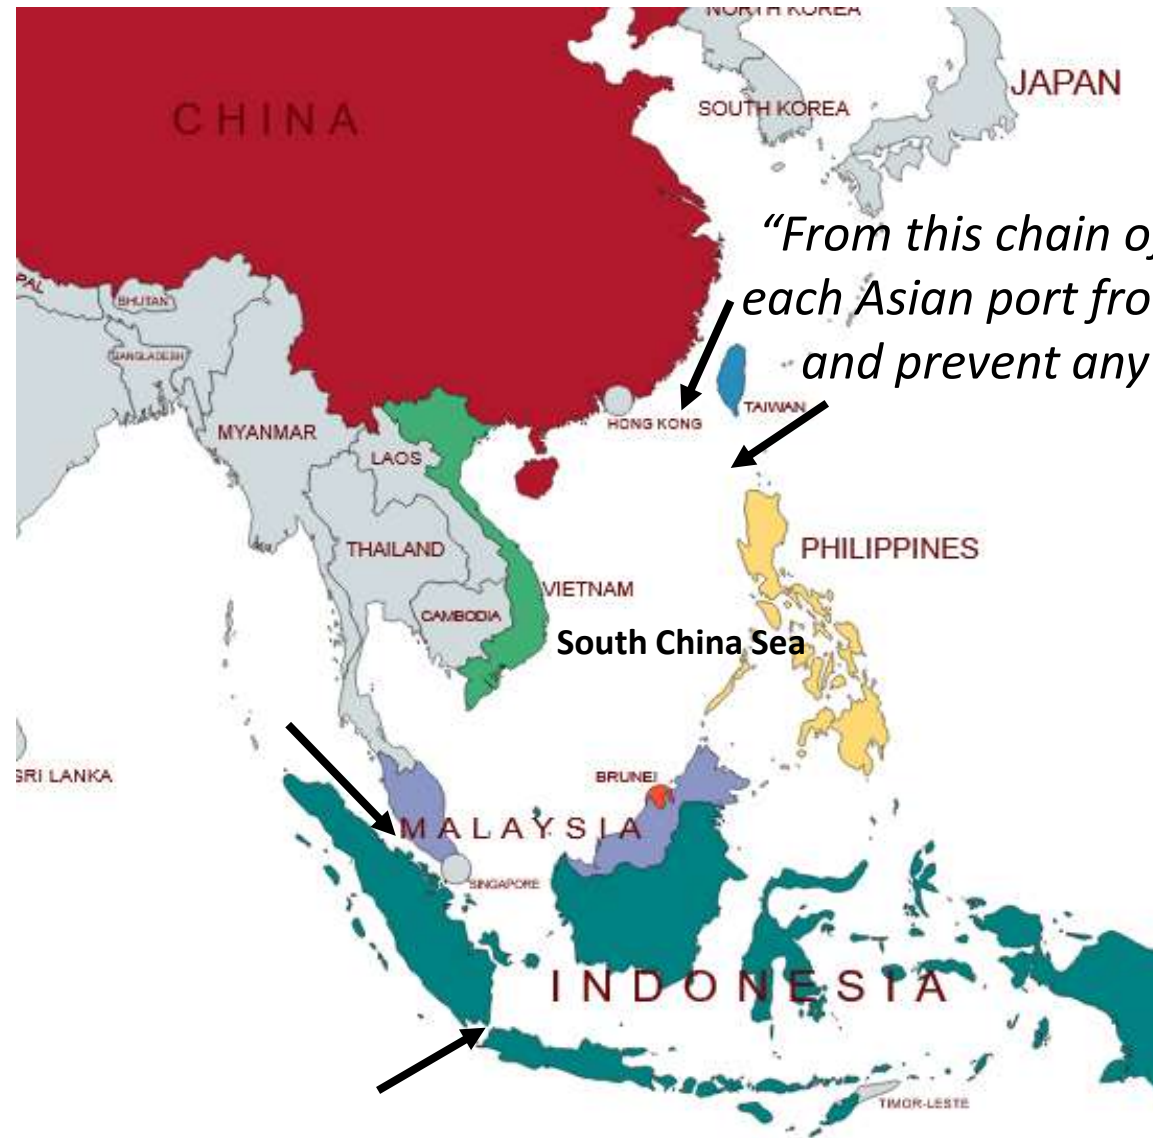 NORTH KOREA
JAPAN
CHINA
SOUTH KOREA
“From this chain o
each Asian port fro
and prevent any
PAL
BHUTAN
BANGLADESH
TAIWAN
HONG KONG
MYANMAR
LAOS
THAILAND
PHILIPPINES
VIETNAM
CAMBODIA
South China Sea
SRI LANKA
BRUNEI
MALAYSIA
SINGAPORE
INDONESIA
TIMOR-LESTE